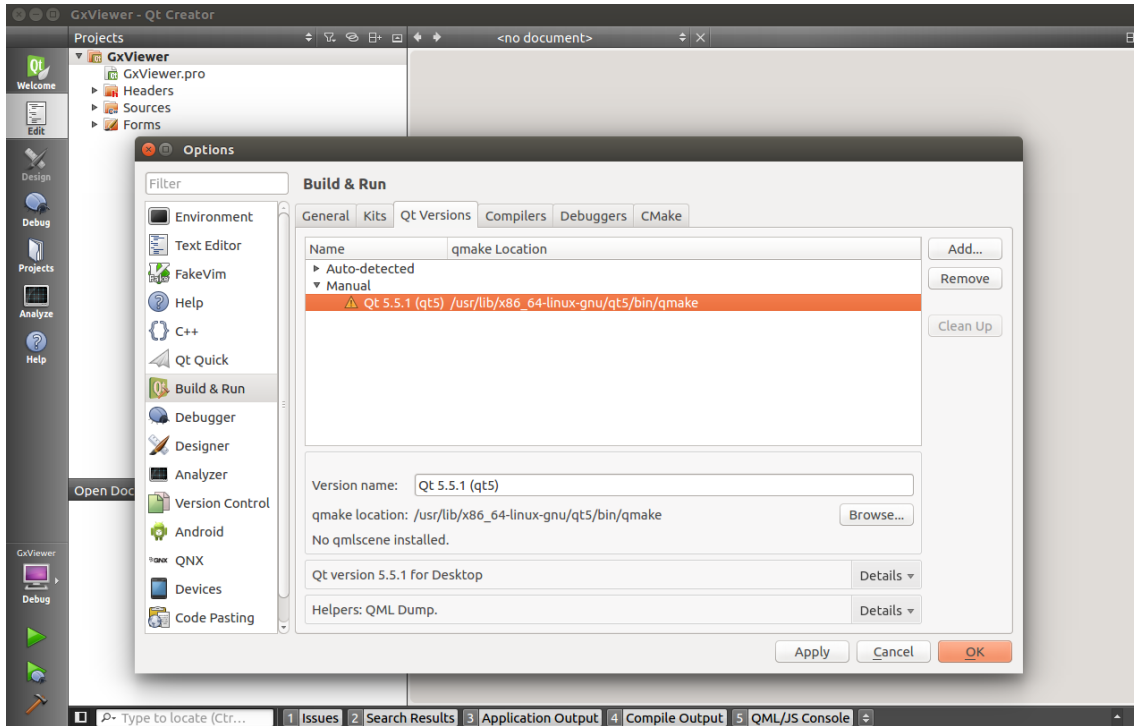 GxViewer - Qt Creator
Projects
<no document>
GxViewer
GxViewer.pro
Headers
Sources
Forms
Welcome
Edit
Design
Debug
Projects
Analyze
Help
Options
Filter
Environment
Text Editor
FakeVim
Help
C++
Qt Quick
Build & Run
Debugger
Designer
Analyzer
Version Control
Android
QNX
Devices
Code Pasting
Build & Run
General Kits Qt Versions Compilers Debuggers CMake
Name qmake Location
Auto-detected
Manual
Qt 5.5.1 (qt5) /usr/lib/x86_64-linux-gnu/qt5/bin/qmake
Add...
Remove
Clean Up
Version name: Qt 5.5.1 (qt5)
qmake location: /usr/lib/x86_64-linux-gnu/qt5/bin/qmake Browse...
No qmlscene installed.
Qt version 5.5.1 for Desktop Details
Helpers: QML Dump. Details
Apply Cancel OK
Open Doc
GxViewer
Debug
Type to locate (Ctr... 1 Issues 2 Search Results 3 Application Output 4 Compile Output 5 QML/JS Console